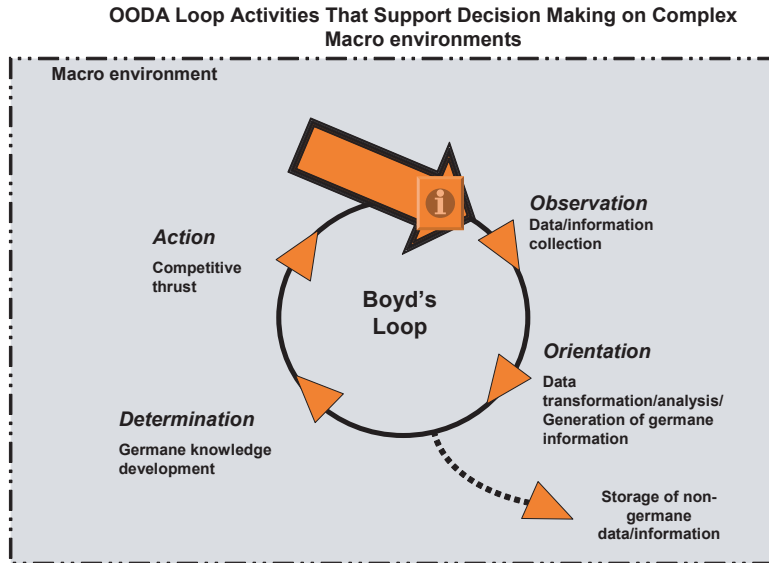 OODA Loop Activities That Support Decision Making on Complex
Macro environments
Macro environment
Observation
Data/information
collection
Action
Competitive
thrust
Boyd's
Loop
Orientation
Data
transformation/analysis/
Generation of germane
information
Determination
Germane knowledge
development
Storage of non-
germane
data/information
i